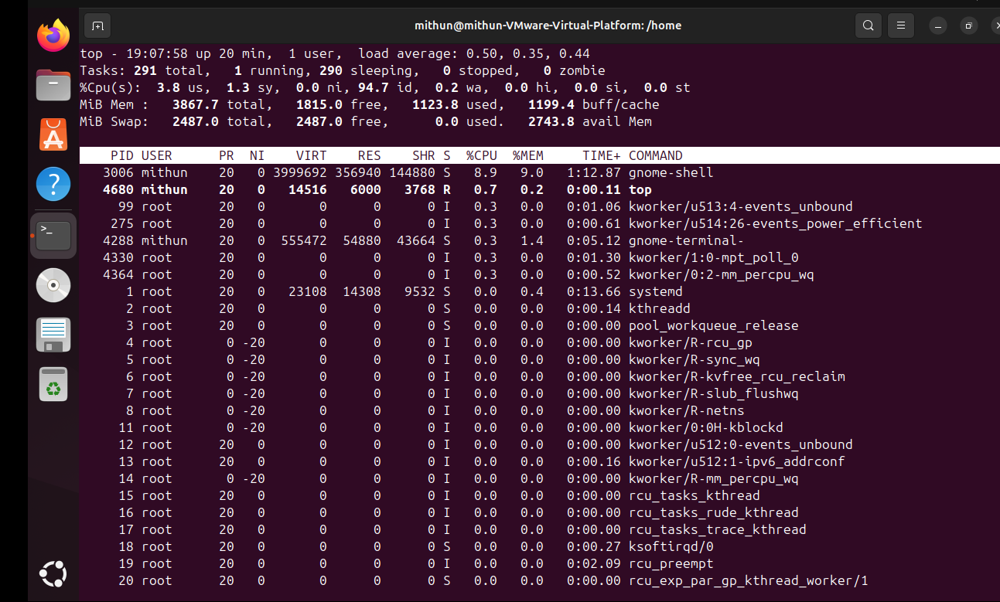 mithun@mithun-VMware-Virtual-Platform: /home
top - 19:07:58 up 20 min,  1 user,  load average: 0.50, 0.35, 0.44
Tasks: 291 total,   1 running, 290 sleeping,   0 stopped,   0 zombie
%Cpu(s):  3.8 us,  1.3 sy,  0.0 ni, 94.7 id,  0.2 wa,  0.0 hi,  0.0 si,  0.0 st
MiB Mem :   3867.7 total,   1815.0 free,   1123.8 used,   1199.4 buff/cache
MiB Swap:   2487.0 total,   2487.0 free,      0.0 used.   2743.8 avail Mem
PID USER      PR  NI    VIRT    RES    SHR S  %CPU  %MEM     TIME+ COMMAND
3006 mithun    20   0 3999692 356940 144880 S   8.9   9.0   1:12.87 gnome-shell
4680 mithun    20   0   14516   6000   3768 R   0.7   0.2   0:00.11 top
99 root      20   0       0      0      0 I   0.3   0.0   0:01.06 kworker/u513:4-events_unbound
275 root      20   0       0      0      0 I   0.3   0.0   0:00.61 kworker/u514:26-events_power_efficient
4288 mithun    20   0  555472  54880  43664 S   0.3   1.4   0:05.12 gnome-terminal-
4330 root      20   0       0      0      0 I   0.3   0.0   0:01.30 kworker/1:0-mpt_poll_0
4364 root      20   0       0      0      0 I   0.3   0.0   0:00.52 kworker/0:2-mm_percpu_wq
1 root      20   0   23108  14308   9532 S   0.0   0.4   0:13.66 systemd
2 root      20   0       0      0      0 S   0.0   0.0   0:00.14 kthreadd
3 root      20   0       0      0      0 S   0.0   0.0   0:00.00 pool_workqueue_release
4 root       0 -20       0      0      0 I   0.0   0.0   0:00.00 kworker/R-rcu_gp
5 root       0 -20       0      0      0 I   0.0   0.0   0:00.00 kworker/R-sync_wq
6 root       0 -20       0      0      0 I   0.0   0.0   0:00.00 kworker/R-kvfree_rcu_reclaim
7 root       0 -20       0      0      0 I   0.0   0.0   0:00.00 kworker/R-slub_flushwq
8 root       0 -20       0      0      0 I   0.0   0.0   0:00.00 kworker/R-netns
11 root       0 -20       0      0      0 I   0.0   0.0   0:00.00 kworker/0:0H-kblockd
12 root      20   0       0      0      0 I   0.0   0.0   0:00.00 kworker/u512:0-events_unbound
13 root      20   0       0      0      0 I   0.0   0.0   0:00.16 kworker/u512:1-ipv6_addrconf
14 root       0 -20       0      0      0 I   0.0   0.0   0:00.00 kworker/R-mm_percpu_wq
15 root      20   0       0      0      0 I   0.0   0.0   0:00.00 rcu_tasks_kthread
16 root      20   0       0      0      0 I   0.0   0.0   0:00.00 rcu_tasks_rude_kthread
17 root      20   0       0      0      0 I   0.0   0.0   0:00.00 rcu_tasks_trace_kthread
18 root      20   0       0      0      0 S   0.0   0.0   0:00.27 ksoftirqd/0
19 root      20   0       0      0      0 I   0.0   0.0   0:02.09 rcu_preempt
20 root      20   0       0      0      0 S   0.0   0.0   0:00.00 rcu_exp_par_gp_kthread_worker/1